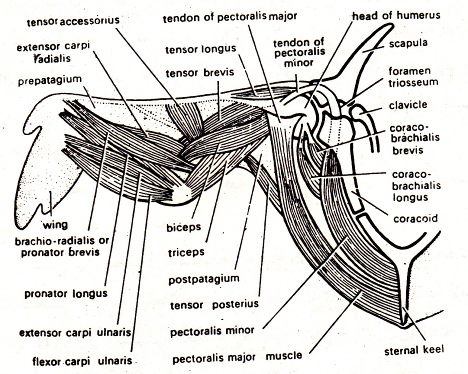 tensor accessorius
tendon of pectoralis major
head of humerus
extensor carpi
radialis
tensor longus
tendon of
pectoralis
minor
scapula
prepatagium
tensor brevis
foramen
triosseum
clavicle
coraco-
brachialis
brevis
coraco-
brachialis
longus
coracoid
wing
brachio-radialis or
pronator brevis
biceps
triceps
postpatagium
pronator longus
tensor posterius
extensor carpi ulnaris
pectoralis minor
flexor carpi ulnaris
pectoralis major muscle
sternal keel